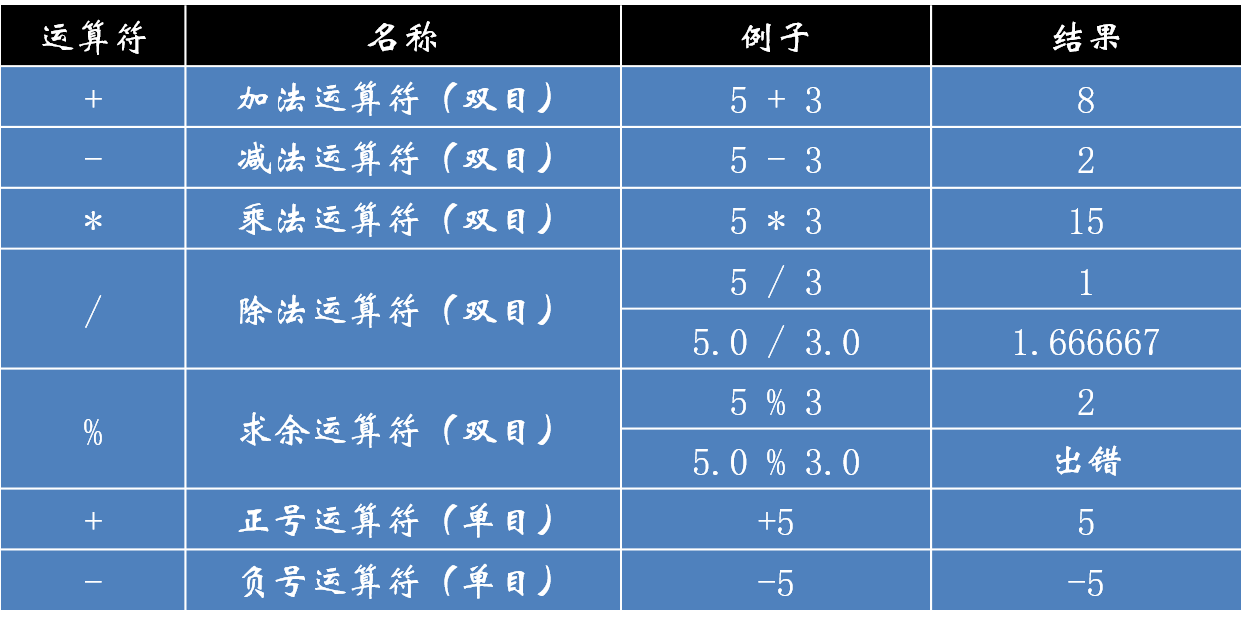 运算符 名称 例子 结果
+ 加法运算符（双目） 5 + 3 8
- 减法运算符（双目） 5 - 3 2
* 乘法运算符（双目） 5 * 3 15
/ 除法运算符（双目） 5 / 3 1
5.0 / 3.0 1.666667
% 求余运算符（双目） 5 % 3 2
5.0 % 3.0 出错
+ 正号运算符（单目） +5 5
- 负号运算符（单目） -5 -5